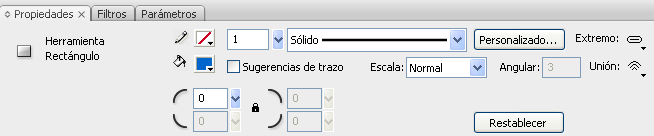 Propiedades × Filtros Parámetros
Herramienta
Rectángulo
1 Sólido Personalizado... Extremo:
Sugerencias de trazo Escala: Normal Angular: 3 Unión:
0 0
0 0
Restablecer